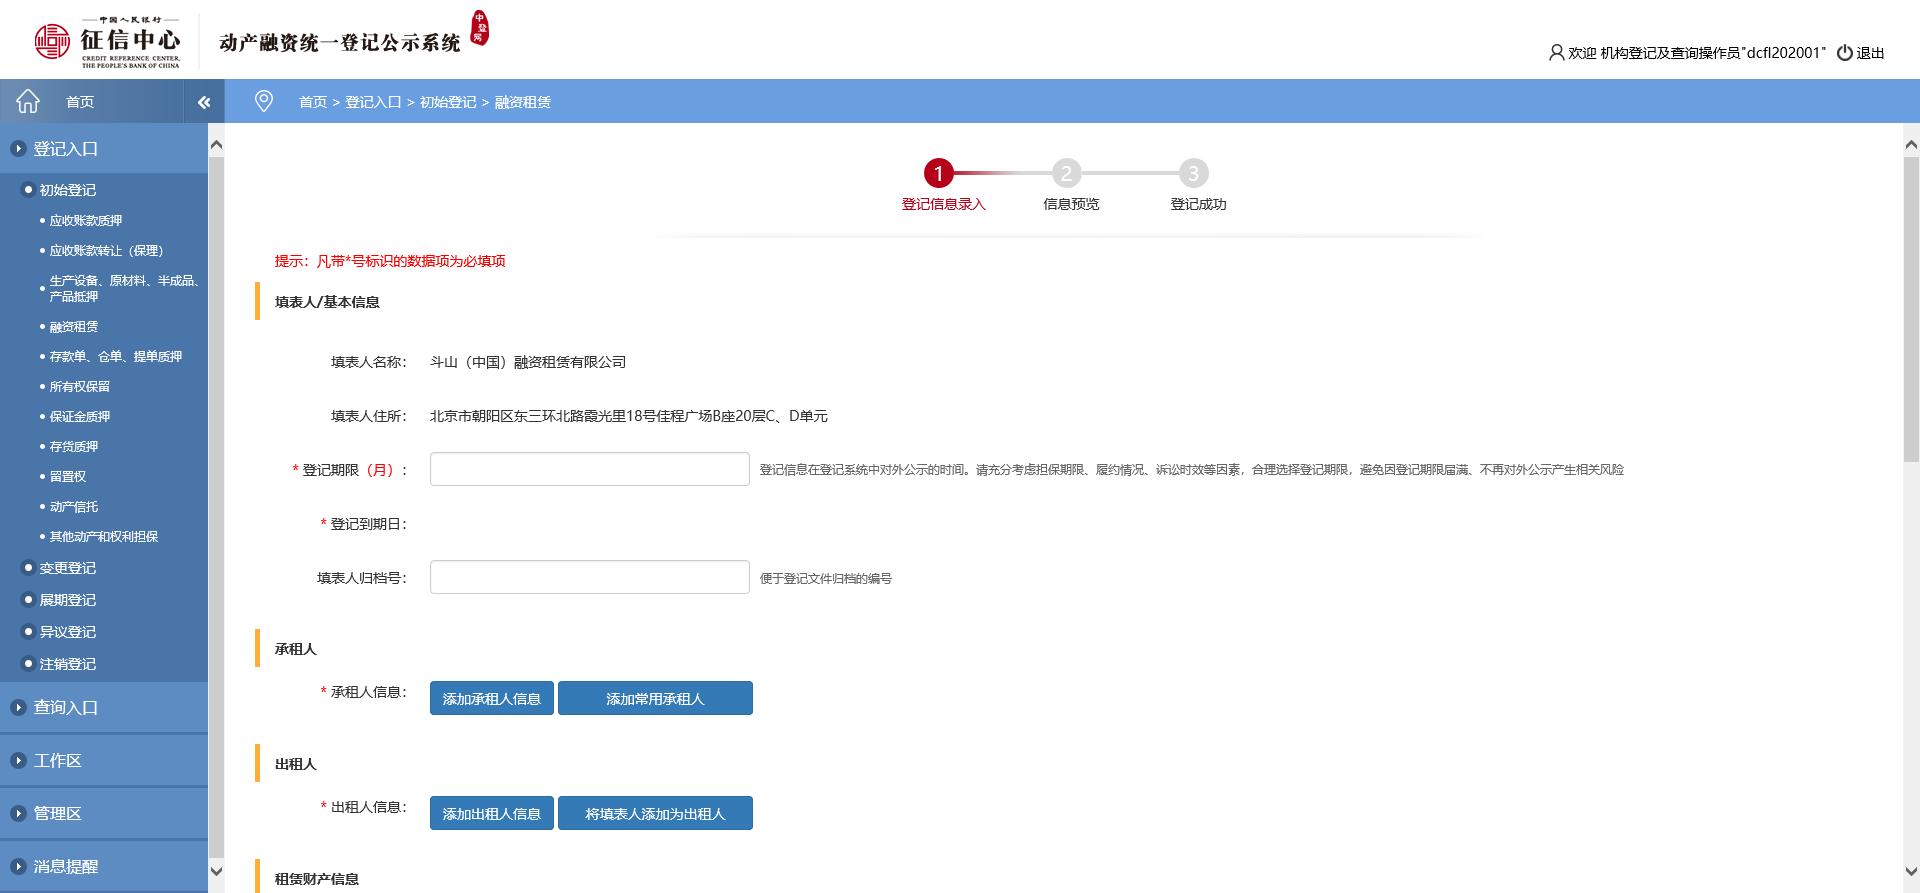 中国人民银行
征信中心
CREDIT REFERENCE CENTER,
THE PEOPLE'S BANK OF CHINA
动产融资统一登记公示系统
中登网
欢迎 机构登记及查询操作员"dcfl202001" 退出
首页
首页 > 登记入口 > 初始登记 > 融资租赁
登记入口
初始登记
应收账款质押
应收账款转让（保理）
生产设备、原材料、半成品、
产品抵押
融资租赁
存款单、仓单、提单质押
所有权保留
保证金质押
存货质押
留置权
动产信托
其他动产和权利担保
变更登记
展期登记
异议登记
注销登记
查询入口
工作区
管理区
消息提醒
1 2 3
登记信息录入 信息预览 登记成功
提示：凡带*号标识的数据项为必填项
填表人/基本信息
填表人名称： 斗山（中国）融资租赁有限公司
填表人住所： 北京市朝阳区东三环北路霞光里18号佳程广场B座20层C、D单元
* 登记期限（月）： 登记信息在登记系统中对外公示的时间。请充分考虑担保期限、履约情况、诉讼时效等因素，合理选择登记期限，避免因登记期限届满、不再对外公示产生相关风险
* 登记到期日：
填表人归档号： 便于登记文件归档的编号
承租人
* 承租人信息： 添加承租人信息 添加常用承租人
出租人
* 出租人信息： 添加出租人信息 将填表人添加为出租人
租赁财产信息